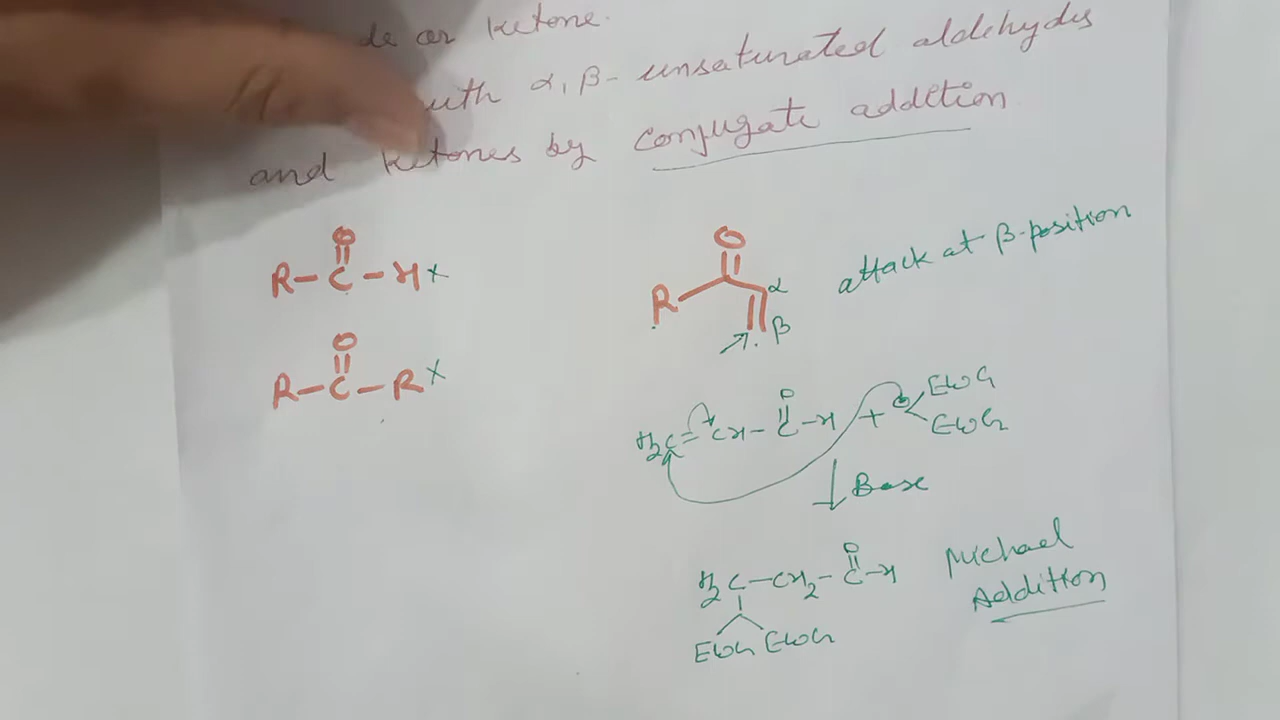 de or ketone.
with α, β- unsaturated aldehydes
and ketones by conjugate addition
O
R-C-H x
O
R-C-R x
O
R
α
β
attack at β-position
O
H2C=CH-C-H + EWG
EWG
Base
O
H2C-CH2-C-H
EWG EWG
Michael
Addition